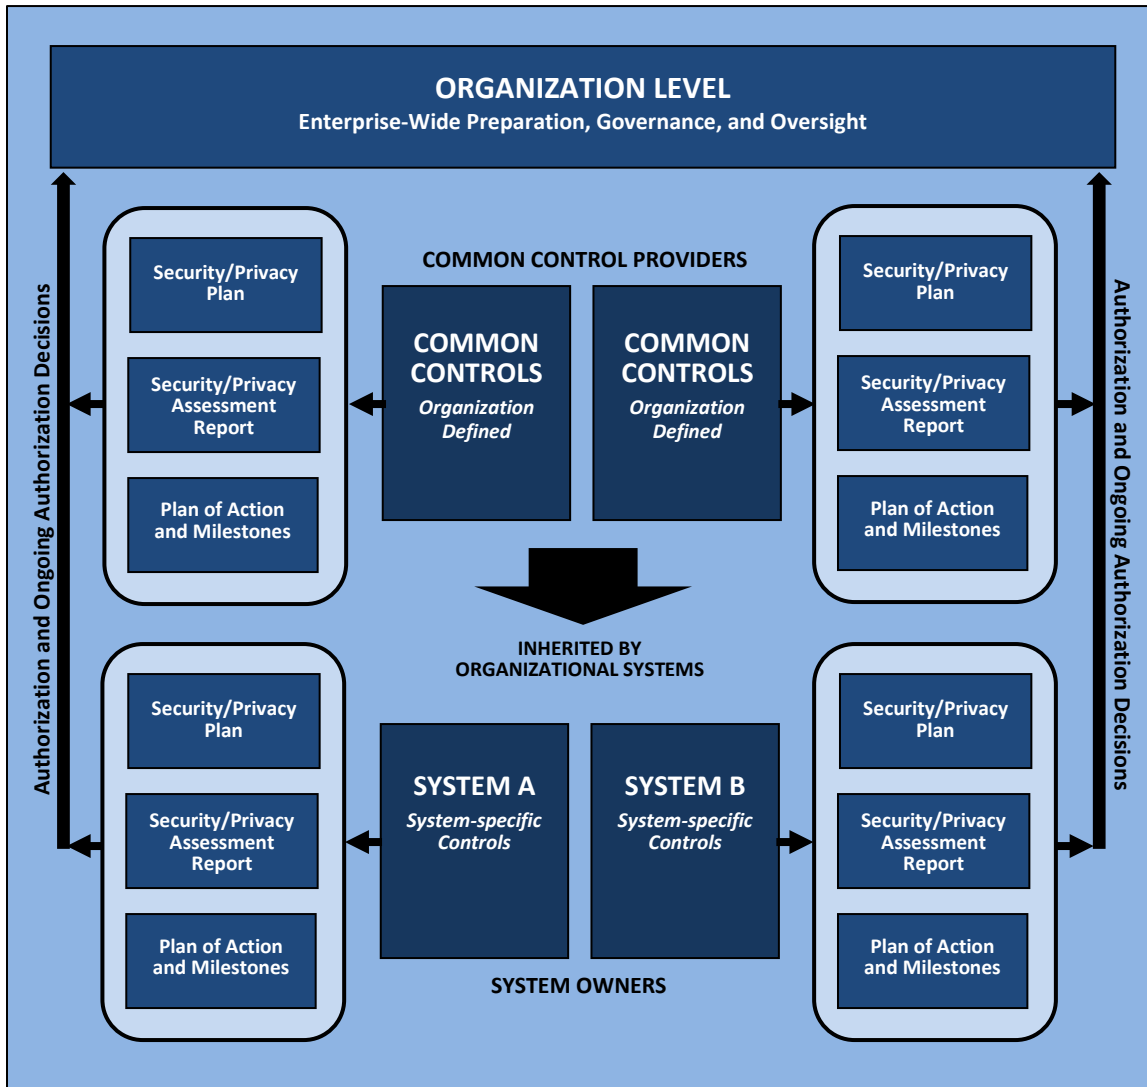 ORGANIZATION LEVEL
Enterprise-Wide Preparation, Governance, and Oversight
Authorization and Ongoing Authorization Decisions
Security/Privacy
Plan
Security/Privacy
Assessment
Report
Plan of Action
and Milestones
COMMON CONTROL PROVIDERS
COMMON
CONTROLS
Organization
Defined
COMMON
CONTROLS
Organization
Defined
Security/Privacy
Plan
Security/Privacy
Assessment
Report
Plan of Action
and Milestones
Authorization and Ongoing Authorization Decisions
INHERITED BY
ORGANIZATIONAL SYSTEMS
Security/Privacy
Plan
Security/Privacy
Assessment
Report
Plan of Action
and Milestones
SYSTEM A
System-specific
Controls
SYSTEM B
System-specific
Controls
SYSTEM OWNERS
Security/Privacy
Plan
Security/Privacy
Assessment
Report
Plan of Action
and Milestones